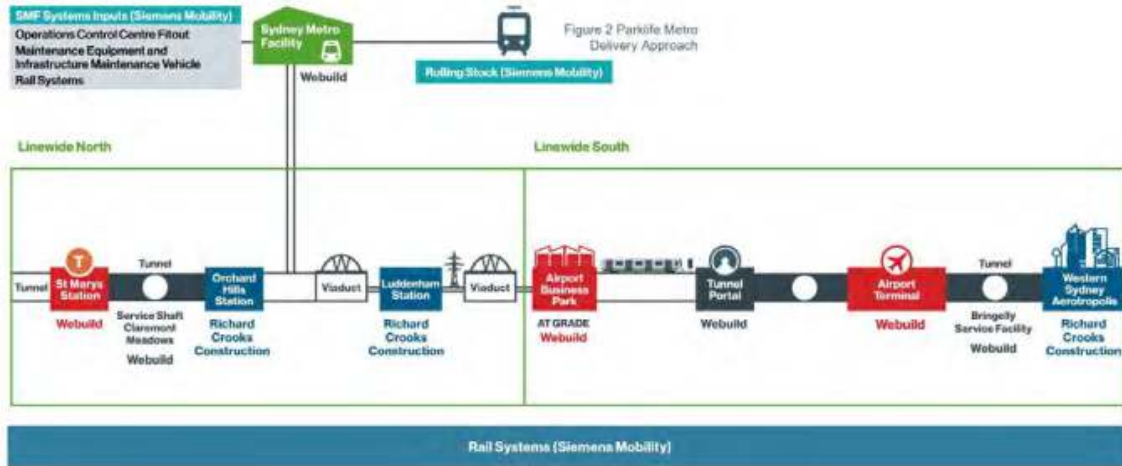 SMF Systems Inputs (Siemens Mobility)
Operations Control Centre Fitout
Maintenance Equipment and
Infrastructure Maintenance Vehicle
Rail Systems
Sydney Metro
Facility
Webuild
Rolling Stock (Siemens Mobility)
Figure 2 Parklife Metro
Delivery Approach
Linewide North
Linewide South
Tunnel
T
St Marys
Station
Webuild
Tunnel
Service Shaft
Claremont
Meadows
Webuild
Orchard
Hills
Station
Richard
Crooks
Construction
Viaduct
Luddenham
Station
Richard
Crooks
Construction
Viaduct
Airport
Business
Park
AT GRADE
Webuild
Tunnel
Portal
Webuild
Airport
Terminal
Webuild
Tunnel
Bringelly
Service Facility
Webuild
Western
Sydney
Aerotropolis
Richard
Crooks
Construction
Rail Systems (Siemens Mobility)